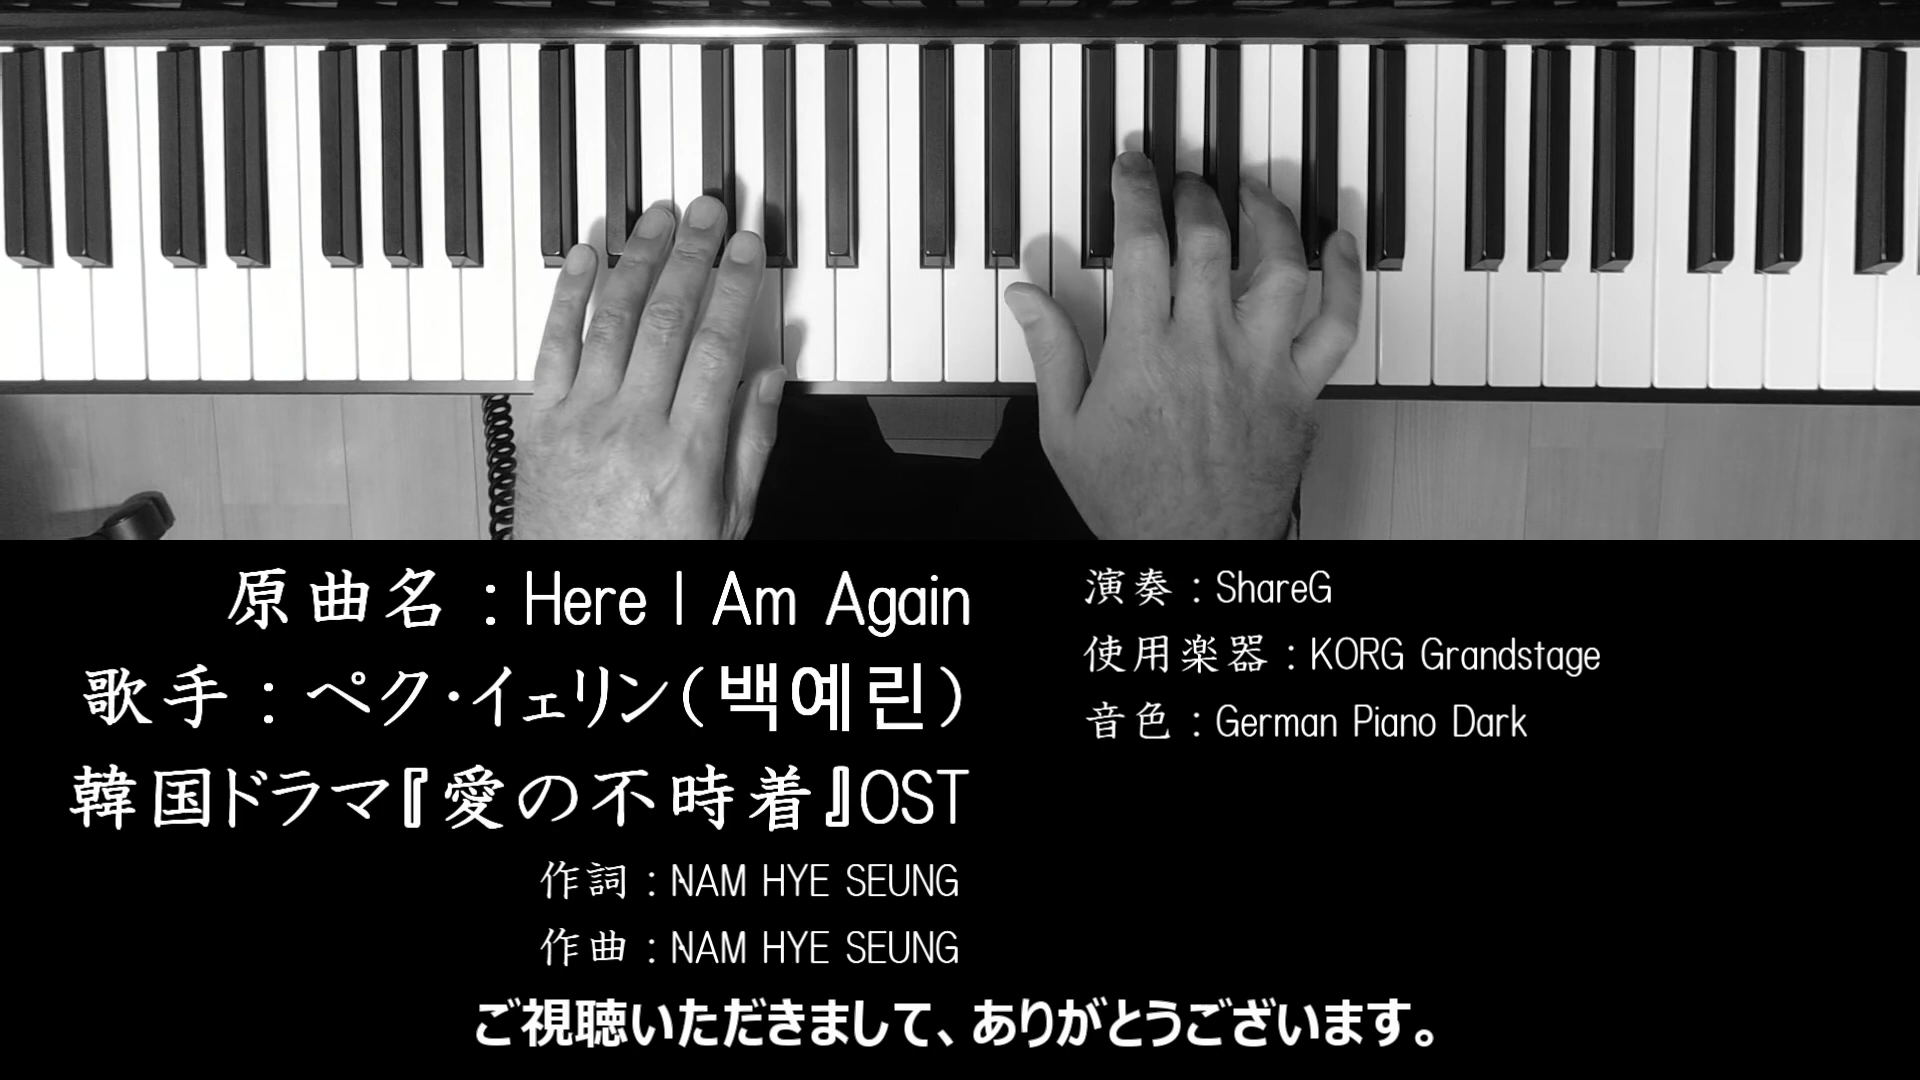 原曲名：Here I Am Again
歌手：ペク・イェリン（백예린）
韓国ドラマ『愛の不時着』OST
作詞：NAM HYE SEUNG
作曲：NAM HYE SEUNG
演奏：ShareG
使用楽器：KORG Grandstage
音色：German Piano Dark
ご視聴いただきまして、ありがとうございます。